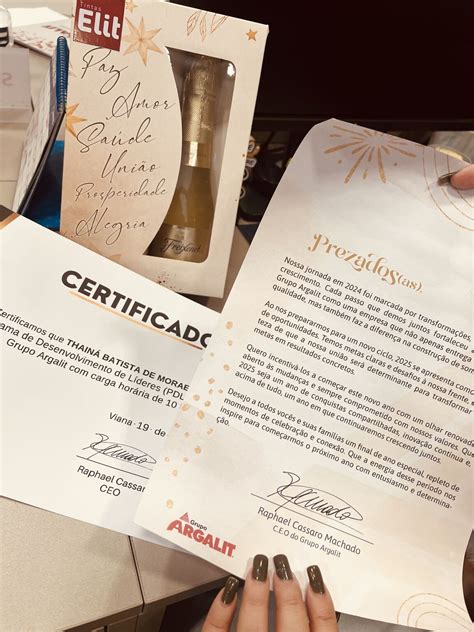 Tintas
Elit
Paz
Amor
Saúde
União
Prosperidade
Alegria
Freixenet
CERTIFICADO
Certificamos que THAINÁ BATISTA DE MORAE
ama de Desenvolvimento de Líderes (PDL
Grupo Argalit com carga horária de 10
Viana 19 de
Raphael Cassaro
CEO
Prezados(as),
Nossa jornada em 2024 foi marcada por transformações,
crescimento. Cada passo que demos juntos fortaleceu
Grupo Argalit como uma empresa que não apenas entrega
qualidade, mas também faz a diferença na construção de
Ao nos prepararmos para um novo ciclo, 2025 se apresenta
de oportunidades. Temos metas claras e desafios à nossa frente
teza de que a nossa união será determinante para transformar
metas em resultados concretos.
Quero incentivá-los a começar este novo ano com um olhar renovado,
aberto às mudanças e sempre comprometido com nossos valores. Que
2025 seja um ano de conquistas compartilhadas, inovação contínua e,
acima de tudo, um ano em que continuaremos crescendo juntos.
Desejo a todos vocês e suas famílias um final de ano especial, repleto de
momentos de celebração e conexão. Que a energia desse período nos
inspire para começarmos o próximo ano com entusiasmo e determina-
ção.
Raphael Cassaro Machado
C.E.O do Grupo Argalit
Grupo
ARGALIT